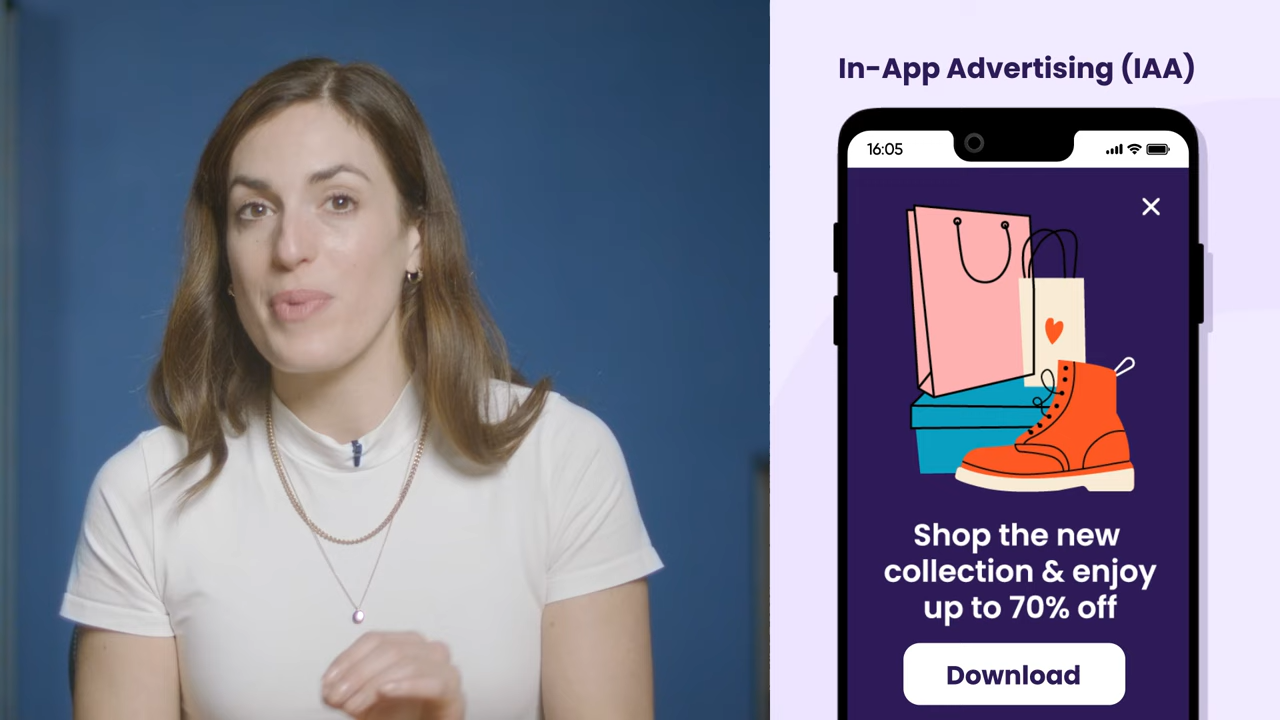 In-App Advertising (IAA)
16:05
Shop the new
collection & enjoy
up to 70% off
Download